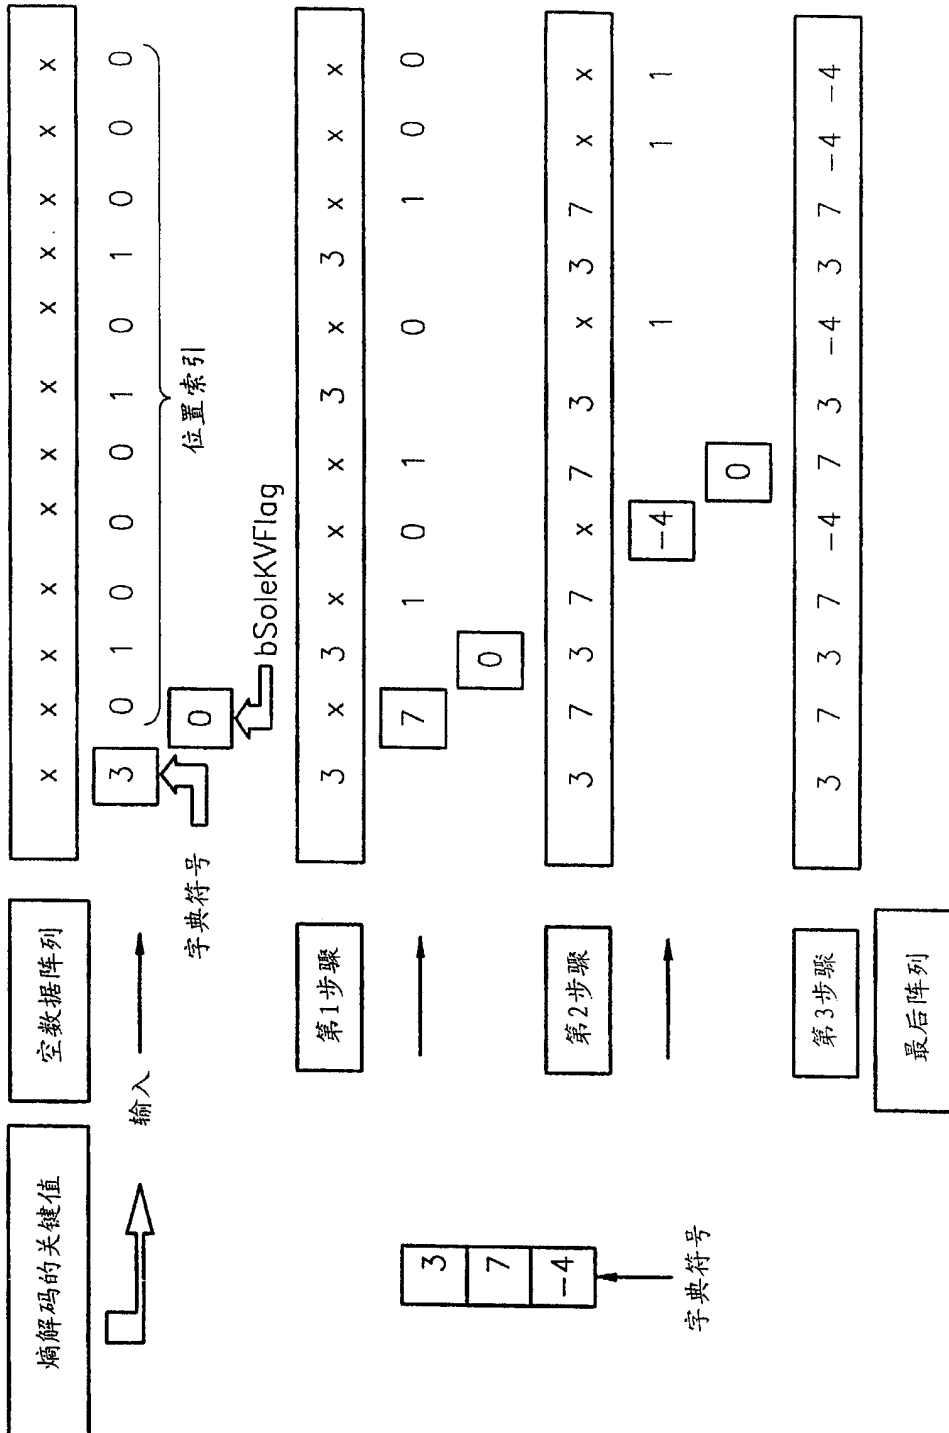 熵解码的关键值
空数据阵列
x x x x x x x x x x x x
输入
3 0 1 0 0 0 1 0 1 0 0 0
字典符号
0
位置索引
bSoleKVFlag
第1步骤
3 x 3 x x x 3 x 3 x x x
7 1 0 1 0 1 0 0
0
第2步骤
3 7 3 7 x 7 3 x 3 7 x x
-4 1 1 1
0
第3步骤
3 7 3 7 -4 7 3 -4 3 7 -4 -4
最后阵列
3
7
-4
字典符号